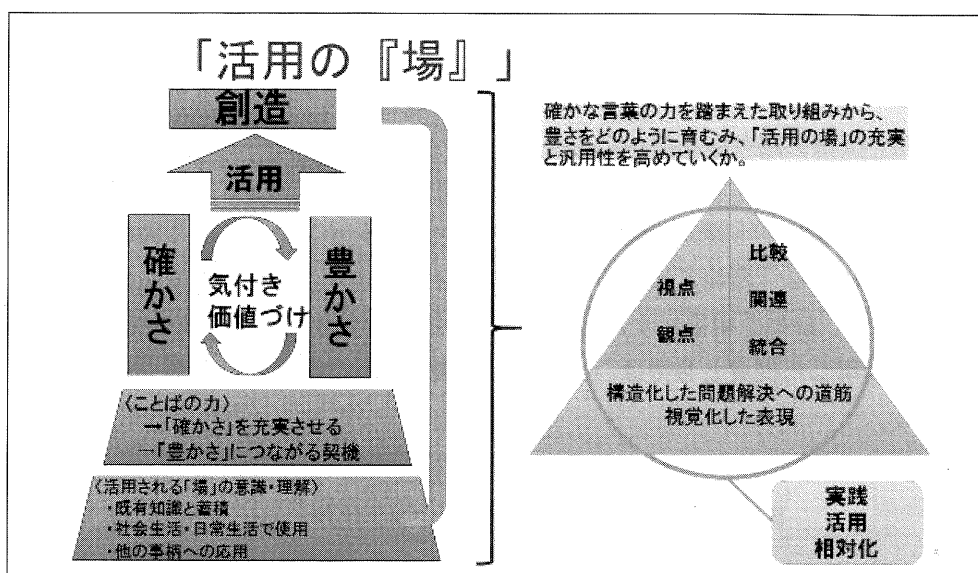 「活用の『場』」
創造
活用
確かさ
豊かさ
気付き
価値づけ
〈ことばの力〉
→「確かさ」を充実させる
→「豊かさ」につながる契機
〈活用される「場」の意識・理解〉
・既有知識と蓄積
・社会生活・日常生活で使用
・他の事柄への応用
確かな言葉の力を踏まえた取り組みから、
豊さをどのように育むみ、「活用の場」の充実
と汎用性を高めていくか。
視点
観点
比較
関連
統合
構造化した問題解決への道筋
視覚化した表現
実践
活用
相対化